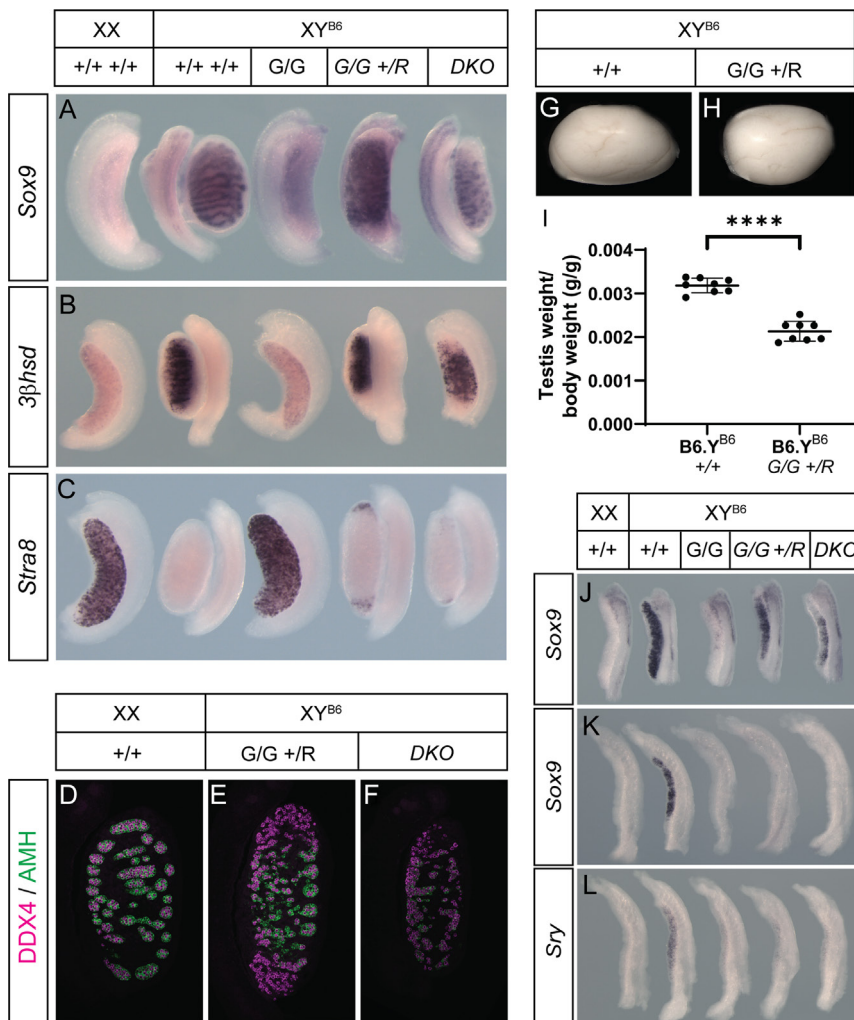 XX XY^B6
+/+ +/+ +/+ +/+ G/G G/G +/R DKO
Sox9
A
3βhsd
B
Stra8
C
XX XY^B6
+/+ G/G +/R DKO
DDX4 / AMH
D E F
XY^B6
+/+ G/G +/R
G H
I
****
Testis weight/
body weight (g/g)
0.004
0.003
0.002
0.001
0.000
B6.Y^B6 B6.Y^B6
+/+ G/G +/R
XX XY^B6
+/+ +/+ G/G G/G +/R DKO
Sox9
J
Sox9
K
Sry
L